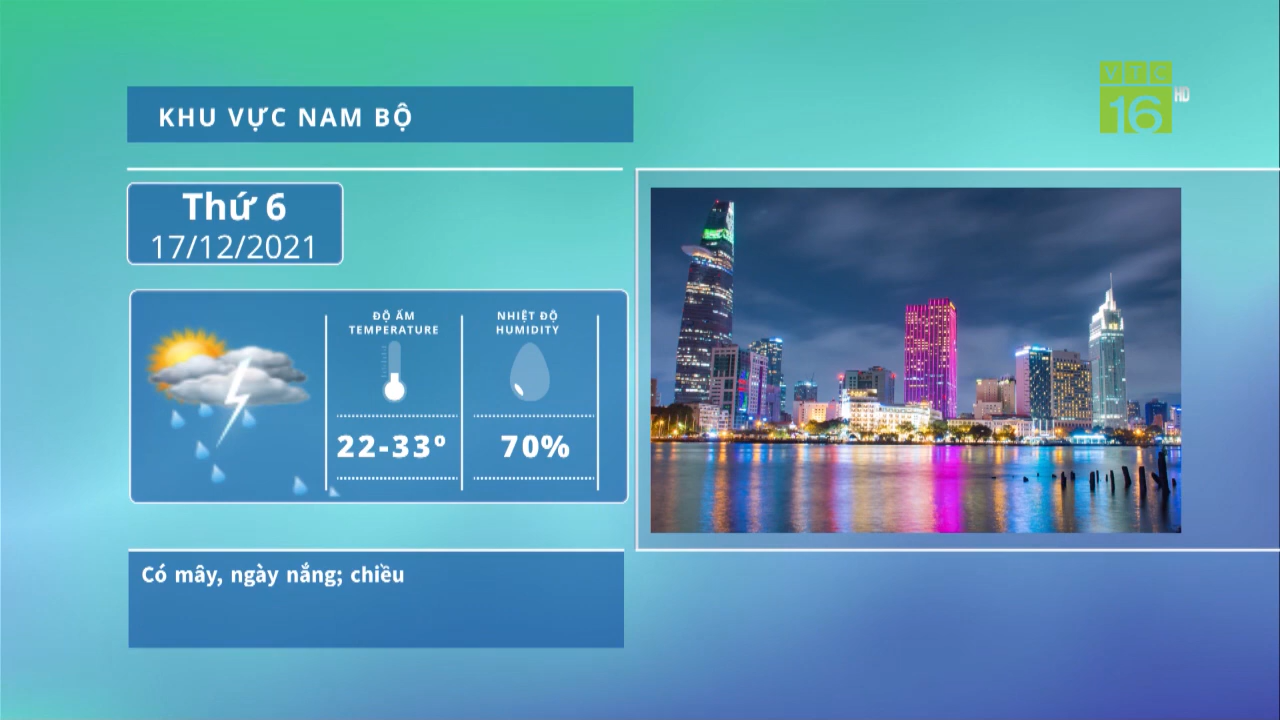 KHU VỰC NAM BỘ
VTC
16
HD
Thứ 6
17/12/2021
ĐỘ ẨM
TEMPERATURE
22-33º
NHIỆT ĐỘ
HUMIDITY
70%
Có mây, ngày nắng; chiều